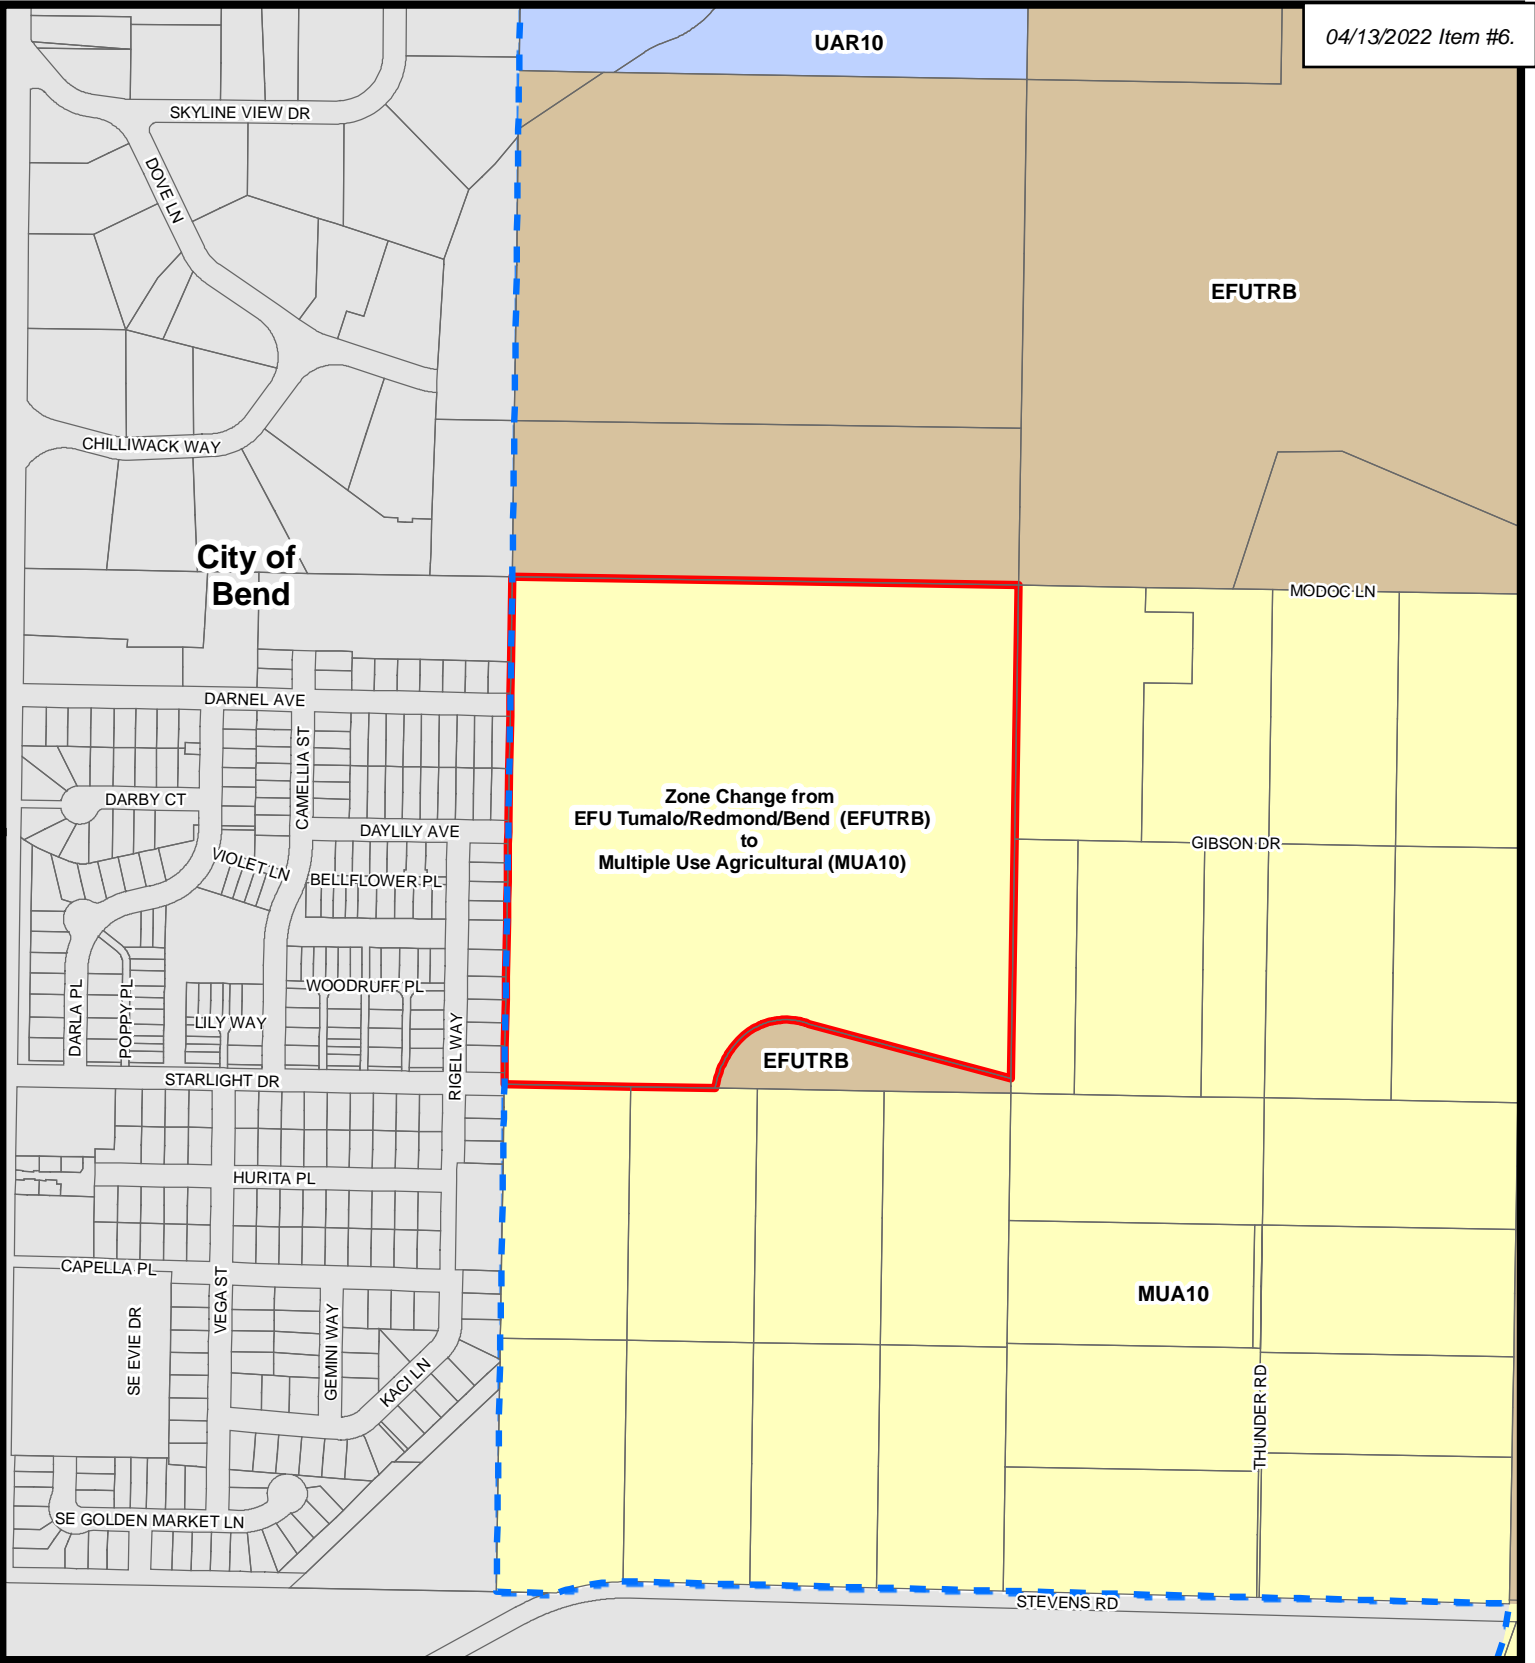 04/13/2022 Item #6.
UAR10
SKYLINE VIEW DR
DOVE LN
EFUTRB
CHILLIWACK WAY
City of
Bend
MODOC LN
DARNEL AVE
CAMELLIA ST
DARBY CT
DAYLILY AVE
Zone Change from
EFU Tumalo/Redmond/Bend (EFUTRB)
to
Multiple Use Agricultural (MUA10)
GIBSON DR
VIOLET LN
BELLFLOWER PL
WOODRUFF PL
DARLA PL
POPPY PL
LILY WAY
RIGEL WAY
EFUTRB
STARLIGHT DR
HURITA PL
CAPELLA PL
VEGA ST
MUA10
SE EVIE DR
GEMINI WAY
KACI LN
THUNDER RD
SE GOLDEN MARKET LN
STEVENS RD